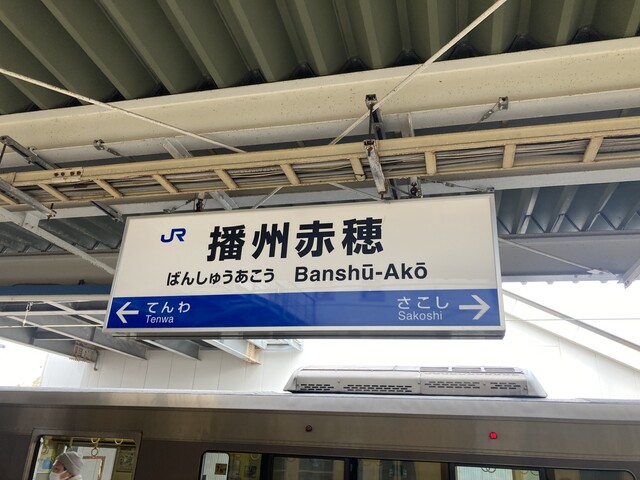 JR 播州赤穂
ばんしゅうあこう Banshū-Akō
← てんわ さこし →
Tenwa Sakoshi